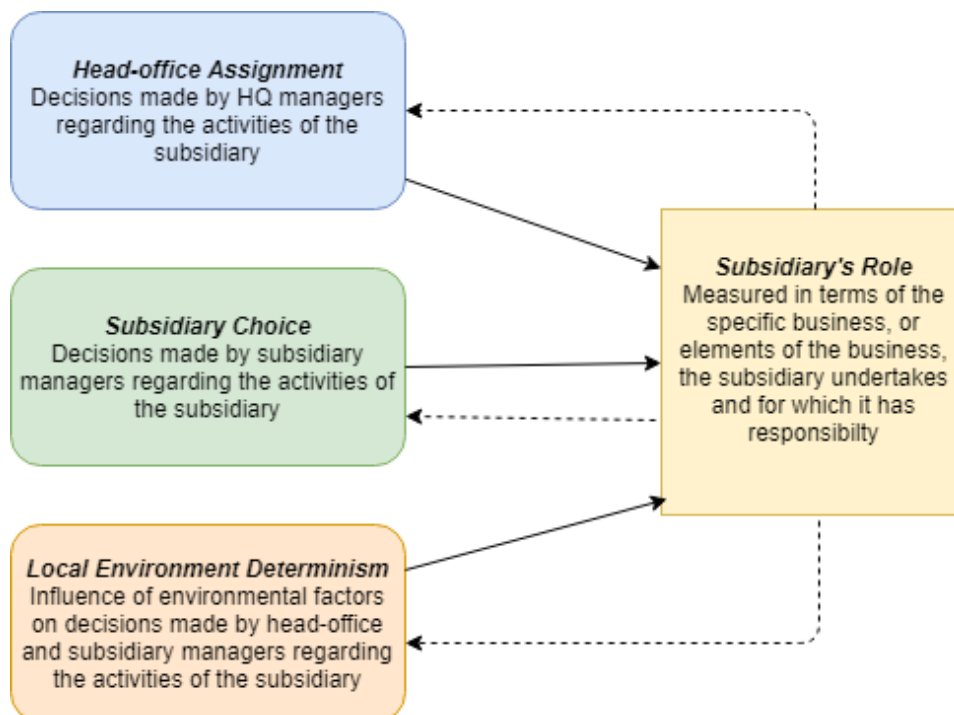 Head-office Assignment
Decisions made by HQ managers
regarding the activities of the
subsidiary
Subsidiary Choice
Decisions made by subsidiary
managers regarding the activities of
the subsidiary
Local Environment Determinism
Influence of environmental factors
on decisions made by head-office
and subsidiary managers regarding
the activities of the subsidiary
Subsidiary's Role
Measured in terms of the
specific business, or
elements of the business,
the subsidiary undertakes
and for which it has
responsibilty